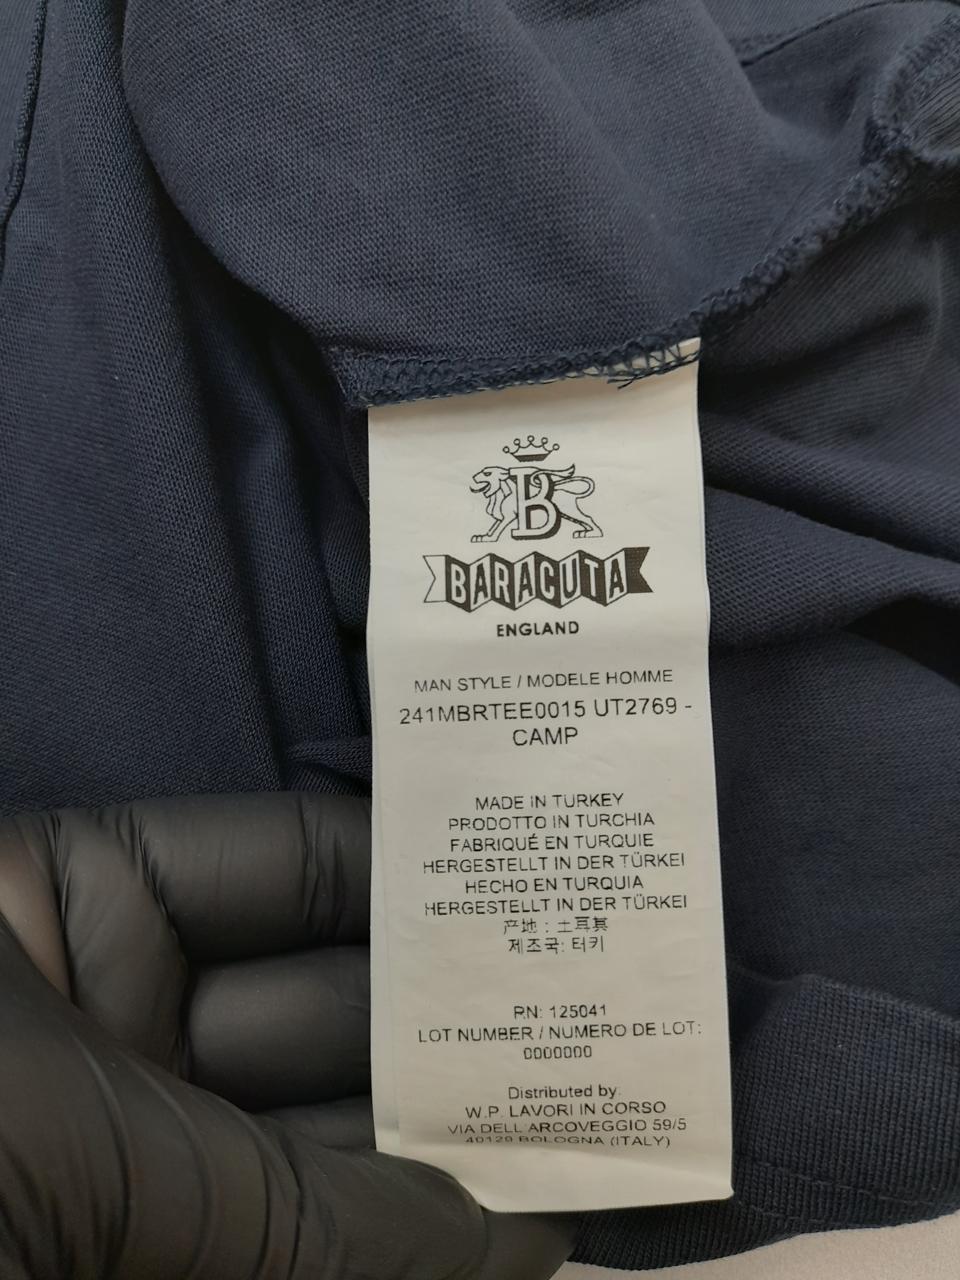 B
BARACUTA
ENGLAND
MAN STYLE / MODELE HOMME
241MBRTEE0015 UT2769 -
CAMP
MADE IN TURKEY
PRODOTTO IN TURCHIA
FABRIQUÉ EN TURQUIE
HERGESTELLT IN DER TÜRKEI
HECHO EN TURQUIA
HERGESTELLT IN DER TÜRKEI
产地 : 土耳其
제조국: 터키
RN: 125041
LOT NUMBER / NUMERO DE LOT:
0000000
Distributed by:
W.P. LAVORI IN CORSO
VIA DELL'ARCOVEGGIO 59/5
40129 BOLOGNA (ITALY)